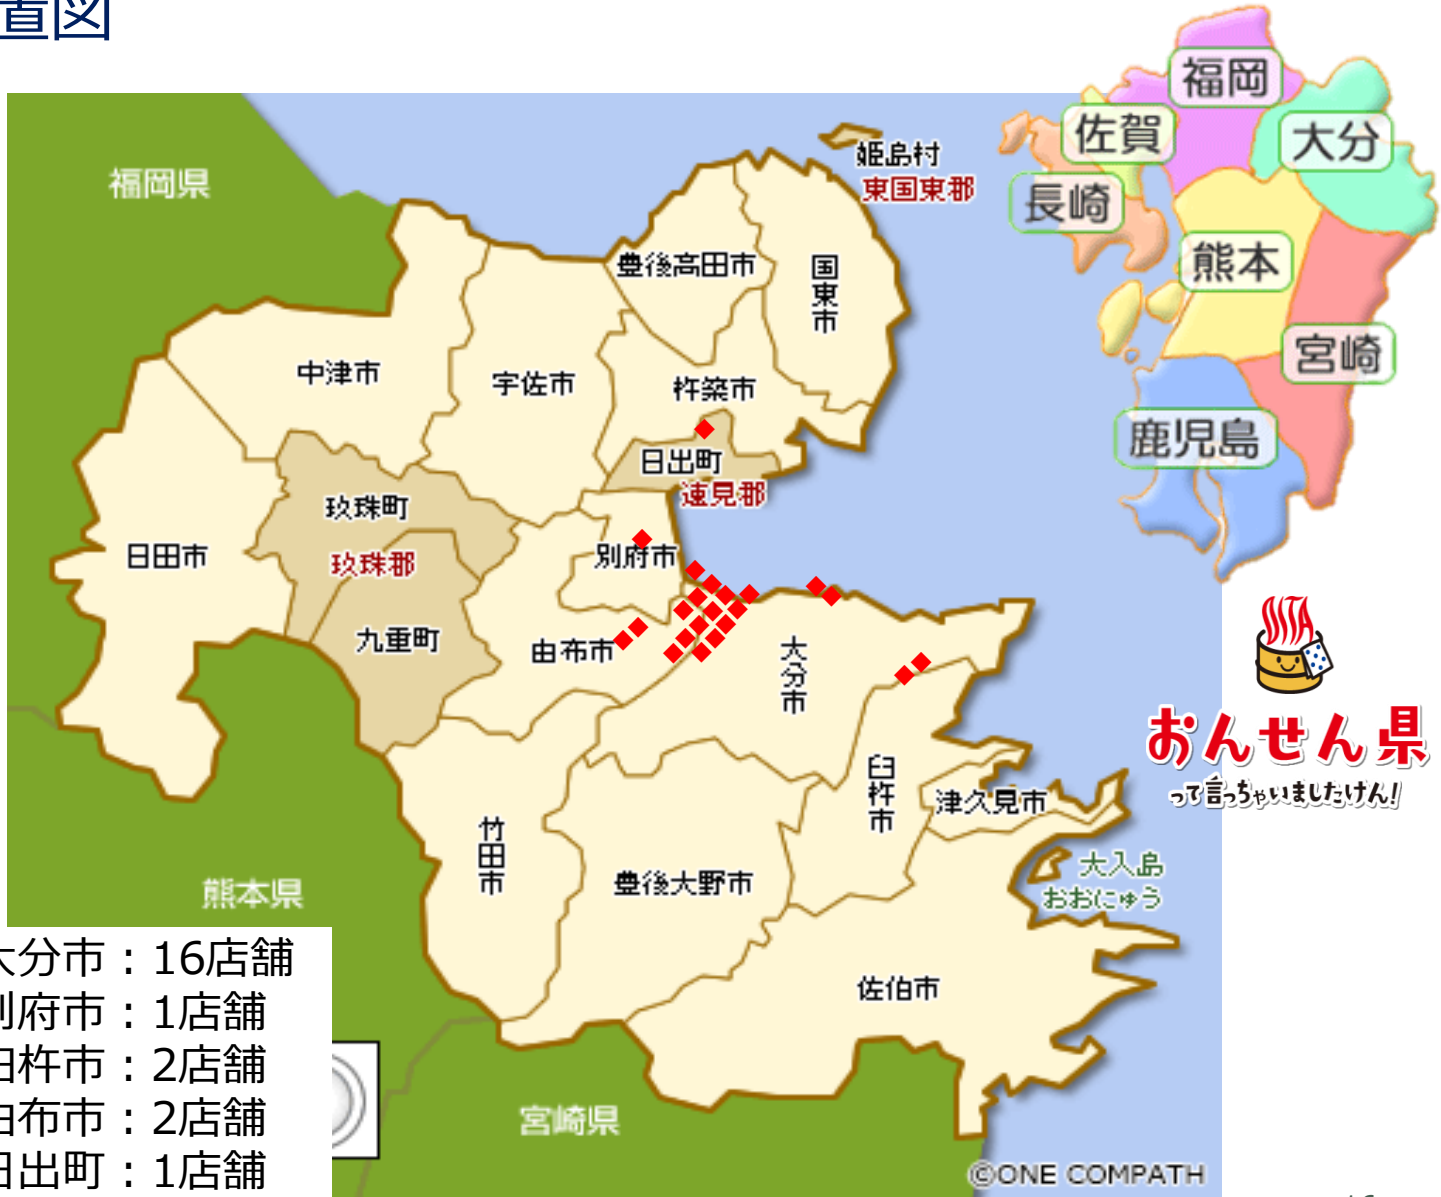 置図
福岡
佐賀
大分
長崎
熊本
宮崎
鹿児島
福岡県
姫島村
東国東郡
豊後高田市
国東市
中津市
宇佐市
杵築市
日出町
速見郡
玖珠町
日田市
玖珠郡
別府市
九重町
由布市
大分市
おんせん県
って言っちゃいましたけん!
臼杵市
津久見市
竹田市
豊後大野市
大入島
おおにゅう
熊本県
佐伯市
宮崎県
大分市：16店舗
別府市：1店舗
臼杵市：2店舗
由布市：2店舗
日出町：1店舗
©ONE COMPATH